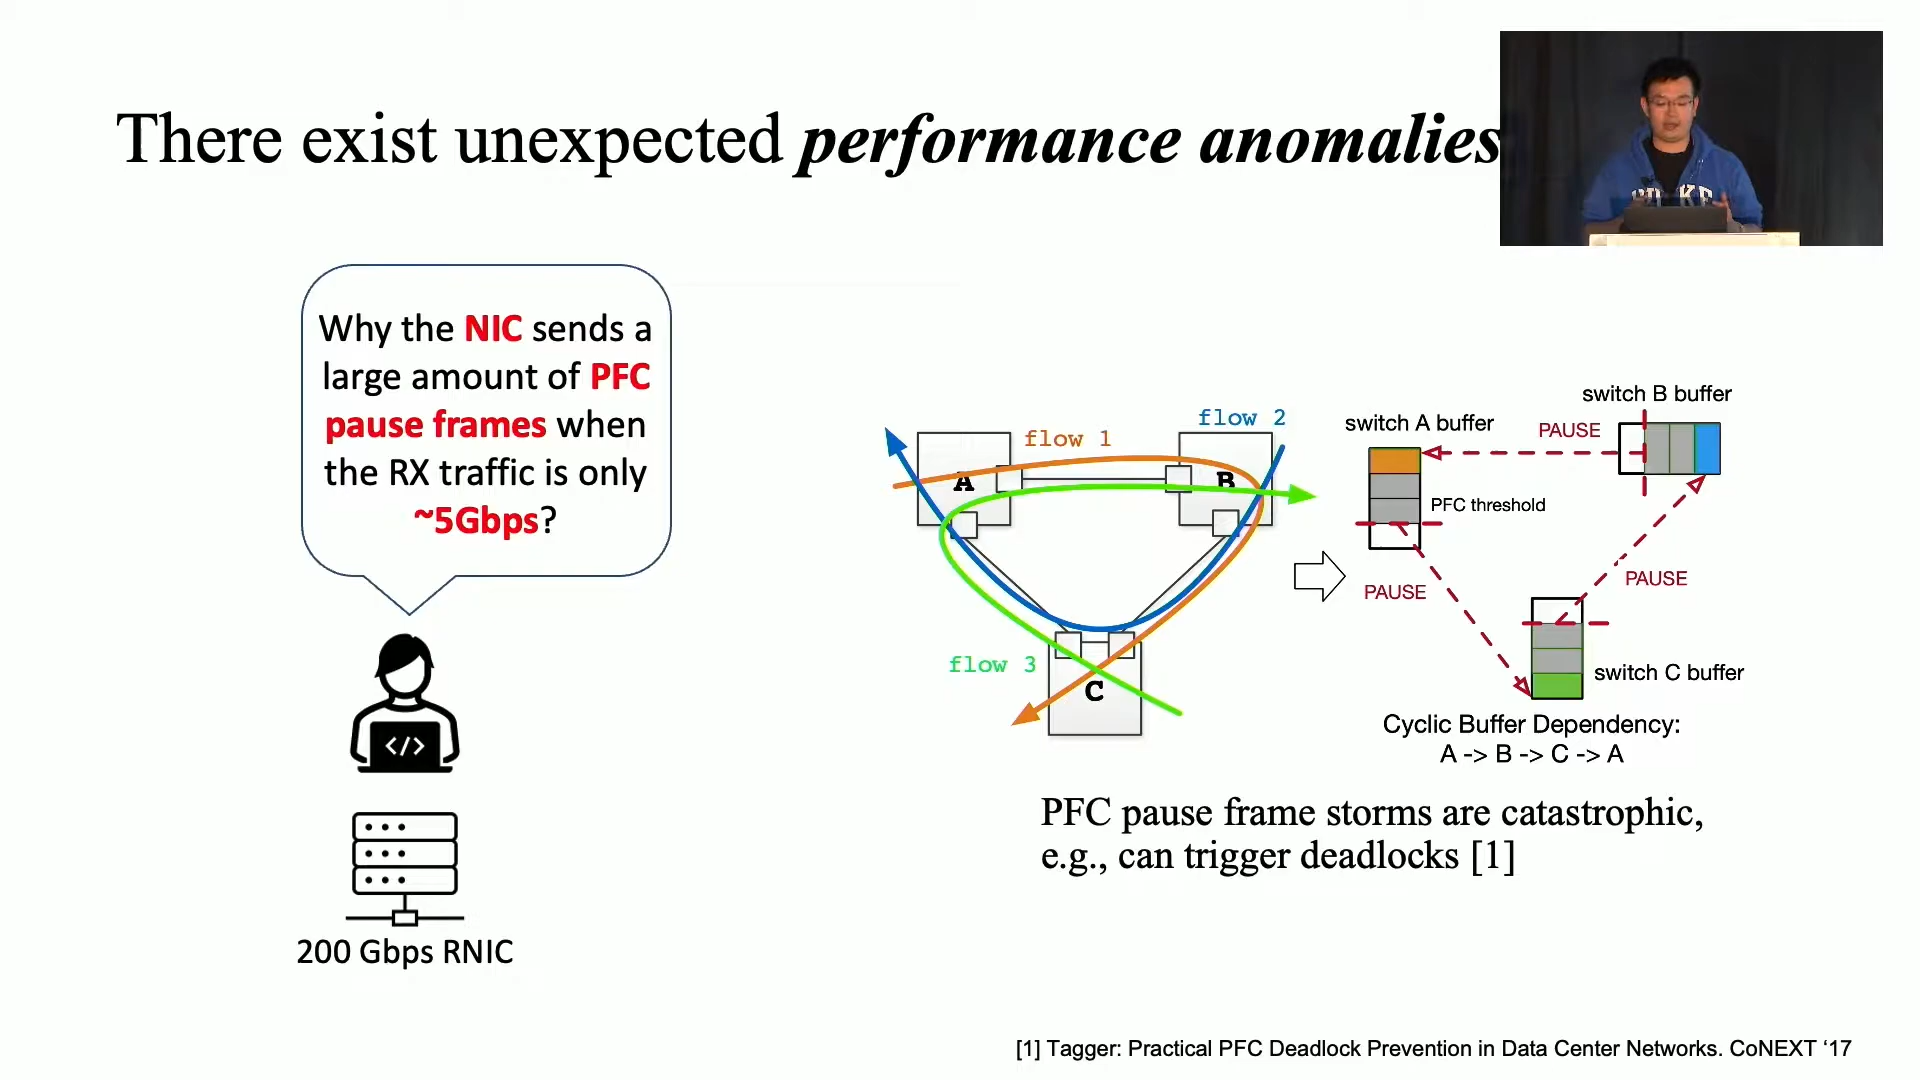 There exist unexpected performance anomalies
Why the NIC sends a
large amount of PFC
pause frames when
the RX traffic is only
~5Gbps?
</>
200 Gbps RNIC
flow 1
flow 2
A
B
flow 3
C
switch A buffer
switch B buffer
PAUSE
PFC threshold
PAUSE
PAUSE
switch C buffer
Cyclic Buffer Dependency:
A -> B -> C -> A
PFC pause frame storms are catastrophic,
e.g., can trigger deadlocks [1]
[1] Tagger: Practical PFC Deadlock Prevention in Data Center Networks. CoNEXT ‘17